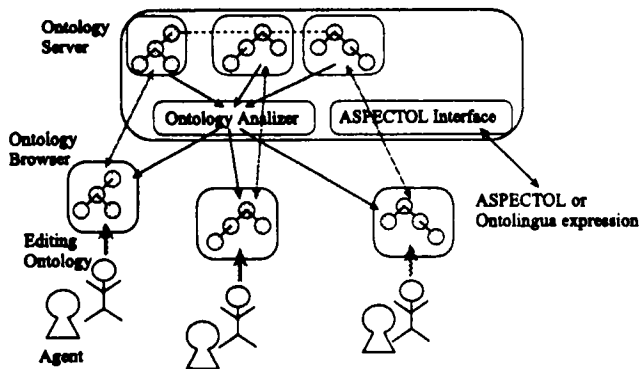 Ontology
Server
Ontology Analizer
ASPECTOL Interface
Ontology
Browser
ASPECTOL or
Ontolingua expression
Editing
Ontology
Agent